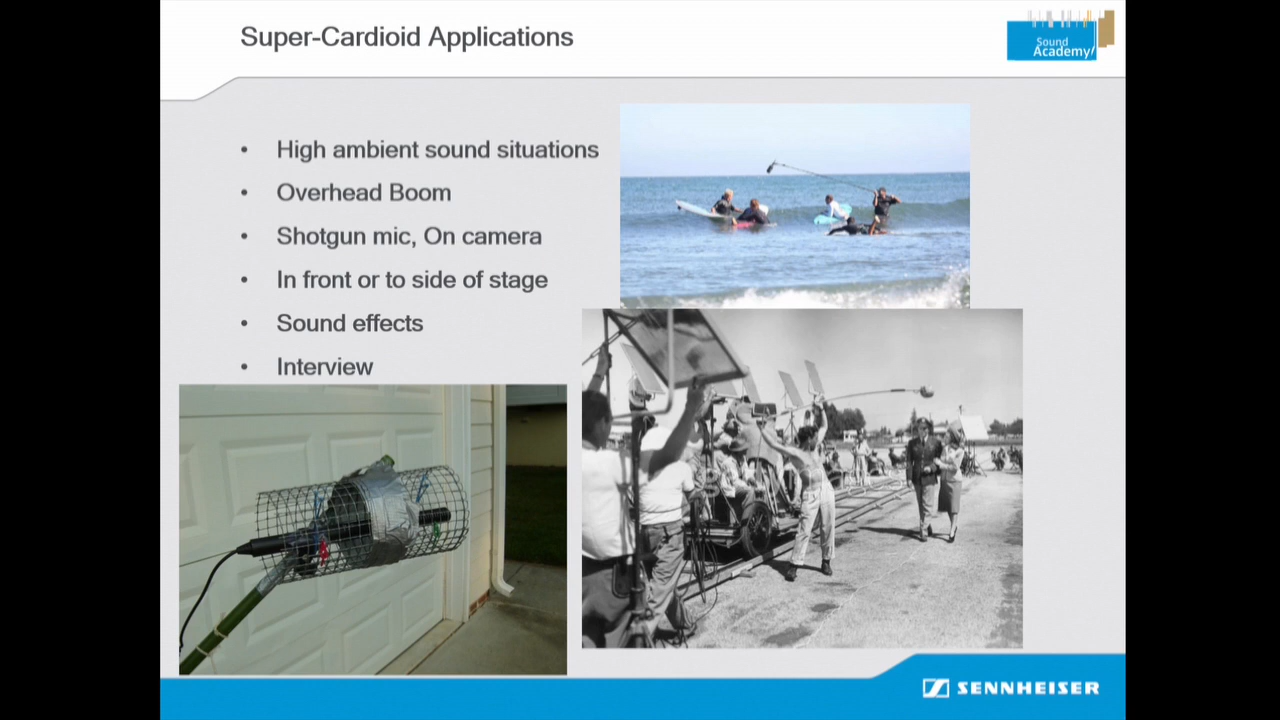 Super-Cardioid Applications
Sound
Academy/
• High ambient sound situations
• Overhead Boom
• Shotgun mic, On camera
• In front or to side of stage
• Sound effects
• Interview
SENNHEISER